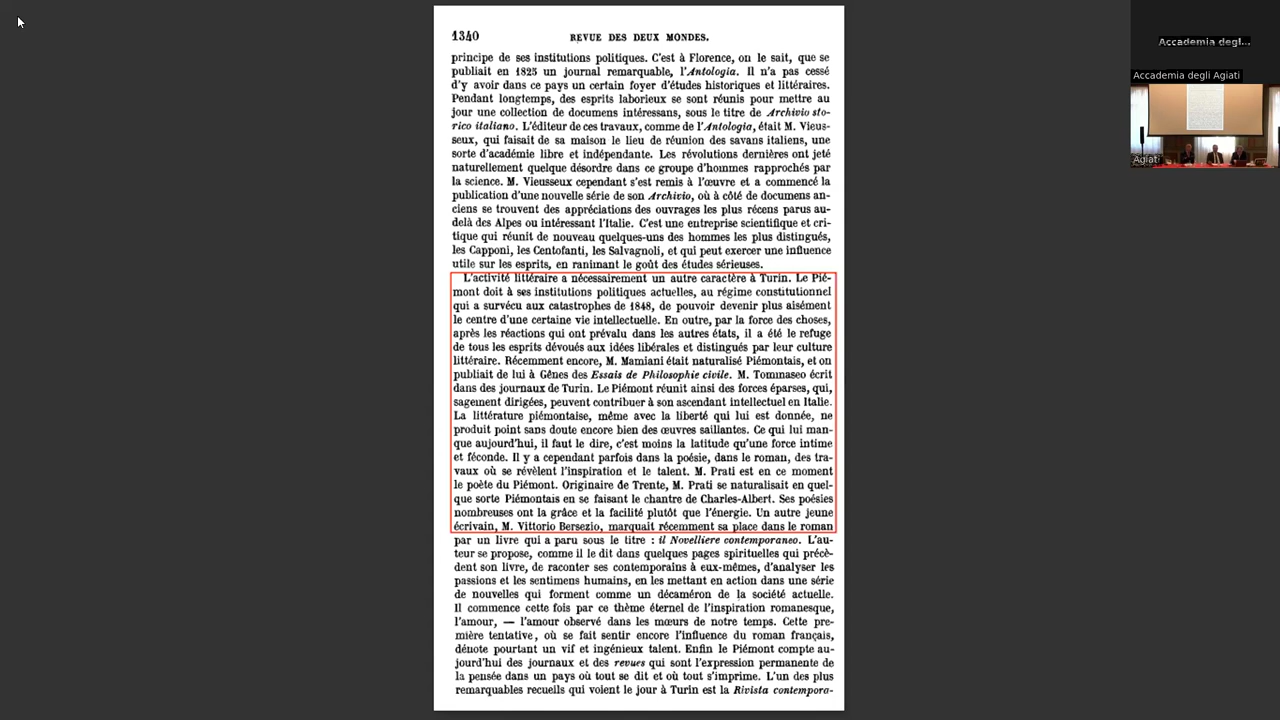 1340
REVUE DES DEUX MONDES.
principe de ses institutions politiques. C'est à Florence, on le sait, que se
publiait en 1825 un journal remarquable, l'Antologia. Il n'a pas cessé
d'y avoir dans ce pays un certain foyer d'études historiques et littéraires.
Pendant longtemps, des esprits laborieux se sont réunis pour mettre au
jour une collection de documens intéressans, sous le titre de Archivio sto-
rico italiano. L'éditeur de ces travaux, comme de l'Antologia, était M. Vieus-
seux, qui faisait de sa maison le lieu de réunion des savans italiens, une
sorte d'académie libre et indépendante. Les révolutions dernières ont jeté
naturellement quelque désordre dans ce groupe d'hommes rapprochés par
la science. M. Vieusseux cependant s'est remis à l'œuvre et a commencé la
publication d'une nouvelle série de son Archivio, où à côté de documens an-
ciens se trouvent des appréciations des ouvrages les plus récens parus au-
delà des Alpes ou intéressant l'Italie. C'est une entreprise scientifique et cri-
tique qui réunit de nouveau quelques-uns des hommes les plus distingués,
les Capponi, les Centofanti, les Salvagnoli, et qui peut exercer une influence
utile sur les esprits, en ranimant le goût des études sérieuses.
L'activité littéraire a nécessairement un autre caractère à Turin. Le Pié-
mont doit à ses institutions politiques actuelles, au régime constitutionnel
qui a survécu aux catastrophes de 1848, de pouvoir devenir plus aisément
le centre d'une certaine vie intellectuelle. En outre, par la force des choses,
après les réactions qui ont prévalu dans les autres états, il a été le refuge
de tous les esprits dévoués aux idées libérales et distingués par leur culture
littéraire. Récemment encore, M. Mamiani était naturalisé Piémontais, et on
publiait de lui à Gênes des Essais de Philosophie civile. M. Tommaseo écrit
dans des journaux de Turin. Le Piémont réunit ainsi des forces éparses, qui,
sagement dirigées, peuvent contribuer à son ascendant intellectuel en Italie.
La littérature piémontaise, même avec la liberté qui lui est donnée, ne
produit point sans doute encore bien des œuvres saillantes. Ce qui lui man-
que aujourd'hui, il faut le dire, c'est moins la latitude qu'une force intime
et féconde. Il y a cependant parfois dans la poésie, dans le roman, des tra-
vaux où se révèlent l'inspiration et le talent. M. Prati est en ce moment
le poète du Piémont. Originaire de Trente, M. Prati se naturalisait en quel-
que sorte Piémontais en se faisant le chantre de Charles-Albert. Ses poésies
nombreuses ont la grâce et la facilité plutôt que l'énergie. Un autre jeune
écrivain, M. Vittorio Bersezio, marquait récemment sa place dans le roman
par un livre qui a paru sous le titre : il Novelliere contemporaneo. L'au-
teur se propose, comme il le dit dans quelques pages spirituelles qui précè-
dent son livre, de raconter ses contemporains à eux-mêmes, d'analyser les
passions et les sentimens humains, en les mettant en action dans une série
de nouvelles qui forment comme un décaméron de la société actuelle.
Il commence cette fois par ce thème éternel de l'inspiration romanesque,
l'amour, — l'amour observé dans les mœurs de notre temps. Cette pre-
mière tentative, où se fait sentir encore l'influence du roman français,
dénote pourtant un vif et ingénieux talent. Enfin le Piémont compte au-
jourd'hui des journaux et des revues qui sont l'expression permanente de
la pensée dans un pays où tout se dit et où tout s'imprime. L'un des plus
remarquables recueils qui voient le jour à Turin est la Rivista contempora-
Accademia degl...
Accademia degli Agiati
Agiati